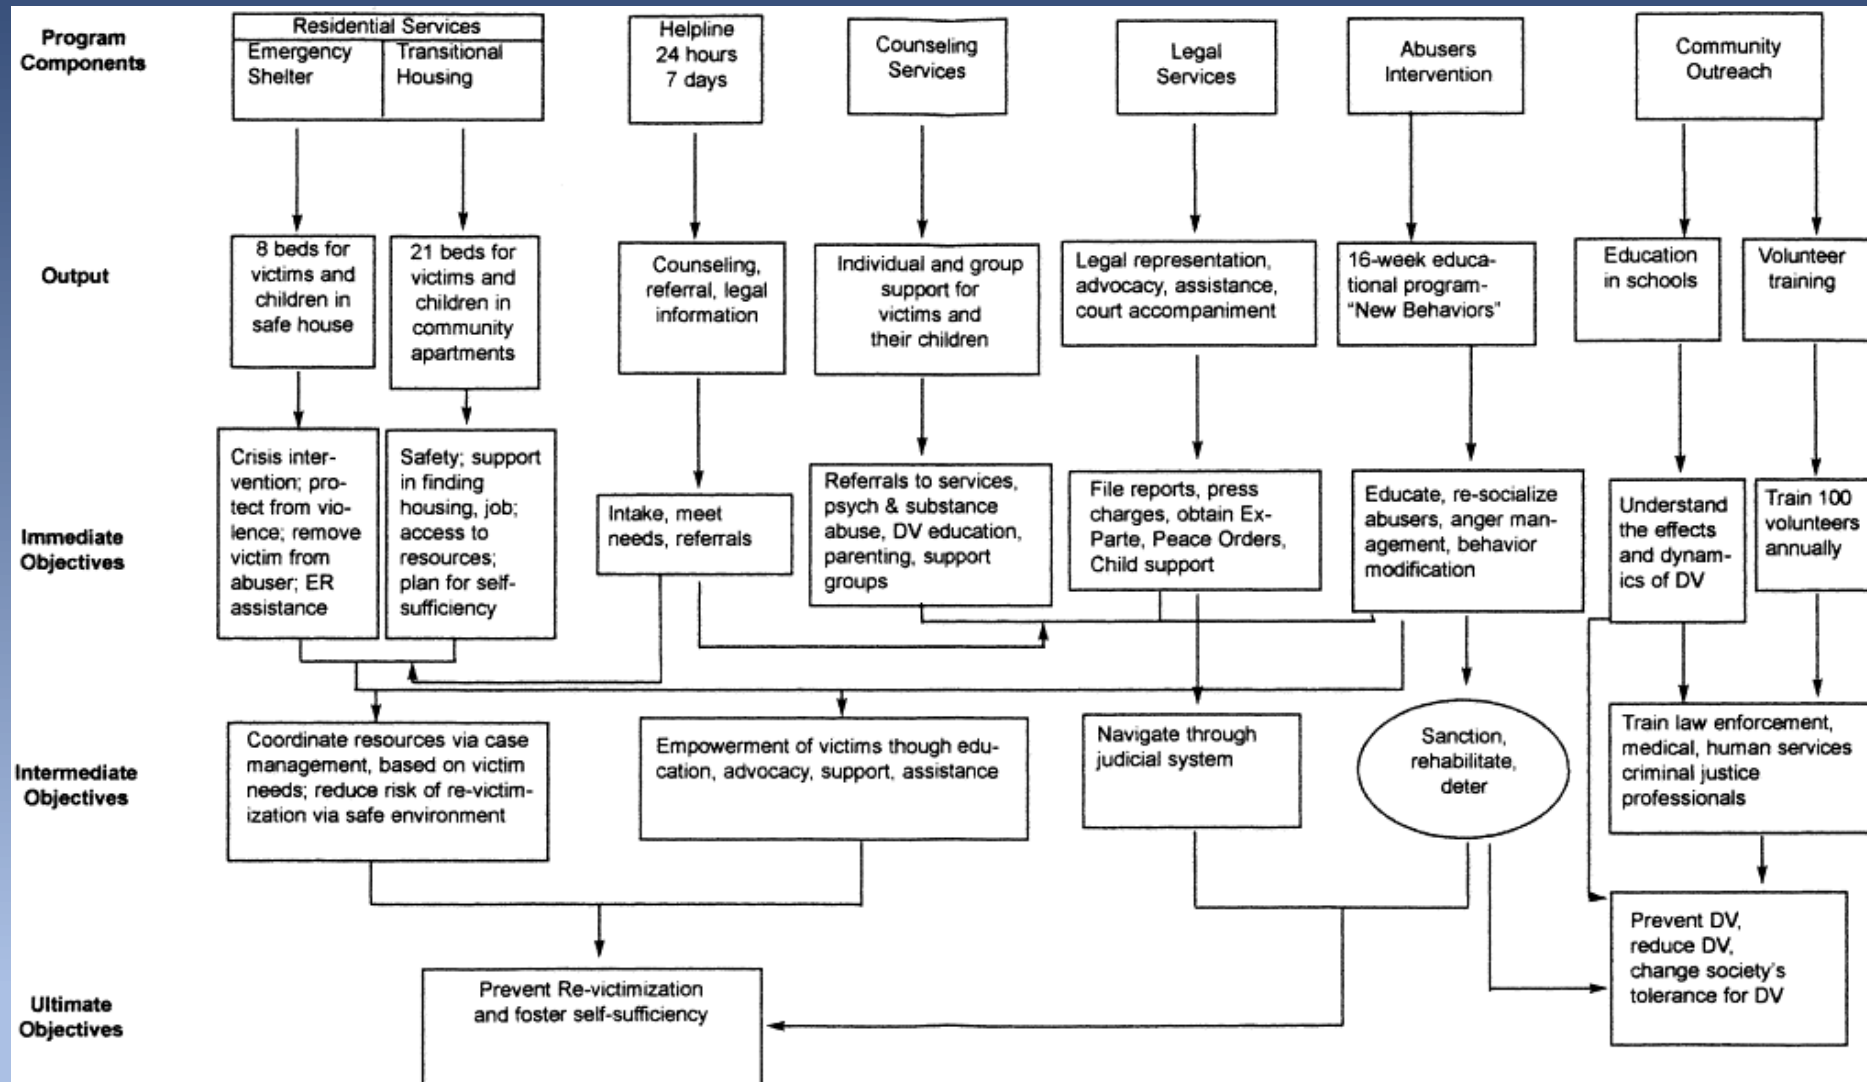 Program
Components
Residential Services
Emergency
Shelter
Transitional
Housing
Helpline
24 hours
7 days
Counseling
Services
Legal
Services
Abusers
Intervention
Community
Outreach
Output
8 beds for
victims and
children in
safe house
21 beds for
victims and
children in
community
apartments
Counseling,
referral, legal
information
Individual and group
support for
victims and
their children
Legal representation,
advocacy, assistance,
court accompaniment
16-week educa-
tional program-
“New Behaviors”
Education
in schools
Volunteer
training
Immediate
Objectives
Crisis inter-
vention; pro-
tect from vio-
lence; remove
victim from
abuser; ER
assistance
Safety; support
in finding
housing, job;
access to
resources;
plan for self-
sufficiency
Intake, meet
needs, referrals
Referrals to services,
psych & substance
abuse, DV education,
parenting, support
groups
File reports, press
charges, obtain Ex-
Parte, Peace Orders,
Child support
Educate, re-socialize
abusers, anger man-
agement, behavior
modification
Understand
the effects
and dynam-
ics of DV
Train 100
volunteers
annually
Intermediate
Objectives
Coordinate resources via case
management, based on victim
needs; reduce risk of re-victim-
ization via safe environment
Empowerment of victims though edu-
cation, advocacy, support, assistance
Navigate through
judicial system
Sanction,
rehabilitate,
deter
Train law enforcement,
medical, human services
criminal justice
professionals
Ultimate
Objectives
Prevent Re-victimization
and foster self-sufficiency
Prevent DV,
reduce DV,
change society’s
tolerance for DV